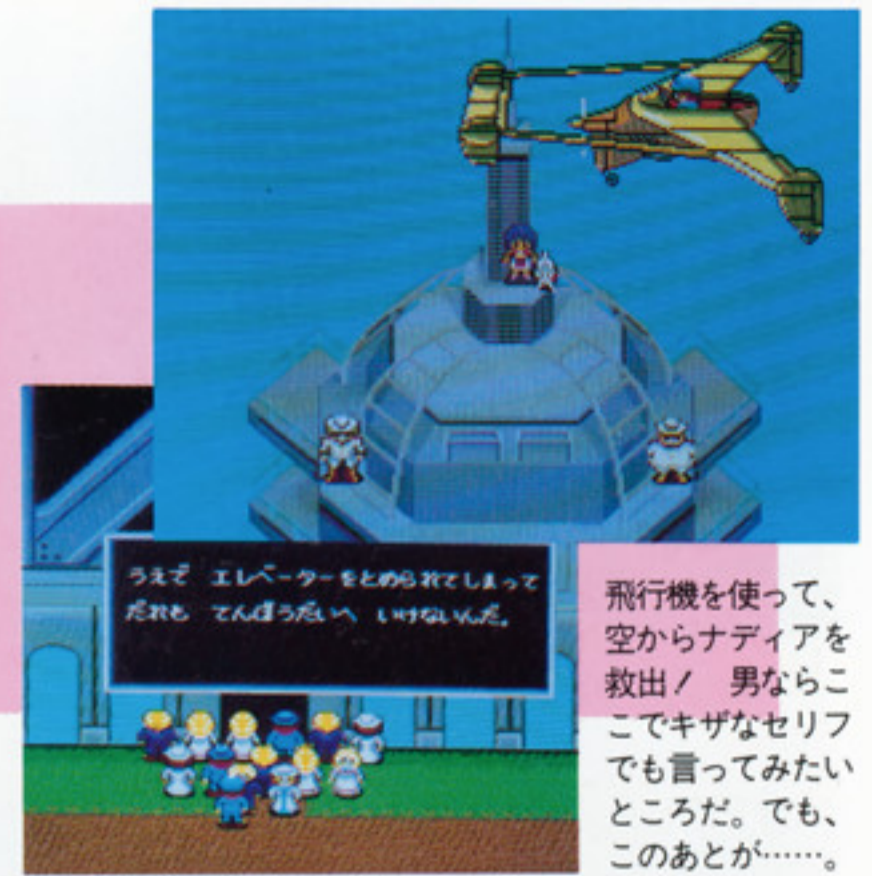 うえで エレベーターをとめられてしまって
だれも てんぼうだいへ いけないんだ。
飛行機を使って、
空からナディアを
救出！　男ならこ
こでキザなセリフ
でも言ってみたい
ところだ。でも、
このあとが……。